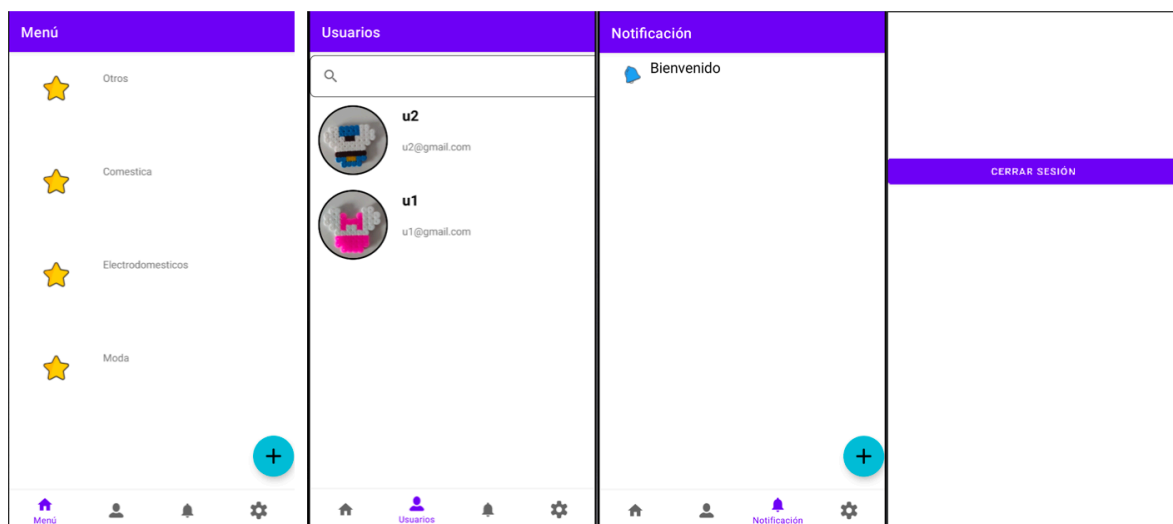 Menú
Otros
Comestica
Electrodomesticos
Moda
Menú
Usuarios
u2
u2@gmail.com
u1
u1@gmail.com
Usuarios
Notificación
Bienvenido
Notificación
CERRAR SESIÓN